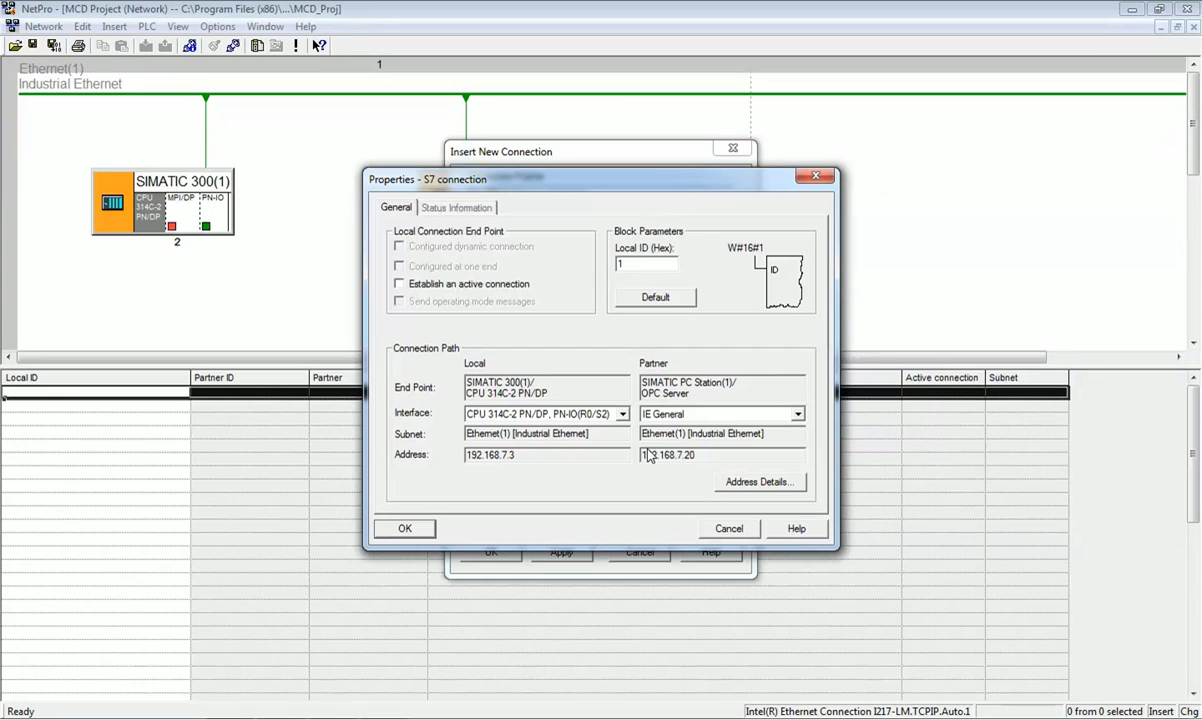 NetPro - [MCD Project (Network) -- C:\Program Files (x86)\...\MCD_Proj]
Network Edit Insert PLC View Options Window Help
Ethernet(1)
Industrial Ethernet
1
SIMATIC 300(1)
CPU
314C-2
PN/DP
MPI/DP
PN-IO
2
Insert New Connection
Properties - S7 connection
General
Status Information
Local Connection End Point
Configured dynamic connection
Configured at one end
Establish an active connection
Send operating mode messages
Block Parameters
Local ID (Hex):
1
W#16#1
ID
Default
Connection Path
Local
Partner
End Point:
SIMATIC 300(1)/
CPU 314C-2 PN/DP
SIMATIC PC Station(1)/
OPC Server
Interface:
CPU 314C-2 PN/DP, PN-IO(R0/S2)
IE General
Subnet:
Ethernet(1) [Industrial Ethernet]
Ethernet(1) [Industrial Ethernet]
Address:
192.168.7.3
192.168.7.20
Address Details...
OK
Cancel
Help
OK
Apply
Cancel
Help
Local ID
Partner ID
Partner
Active connection
Subnet
Ready
Intel(R) Ethernet Connection I217-LM.TCPIP.Auto.1
0 from 0 selected
Insert
Chg